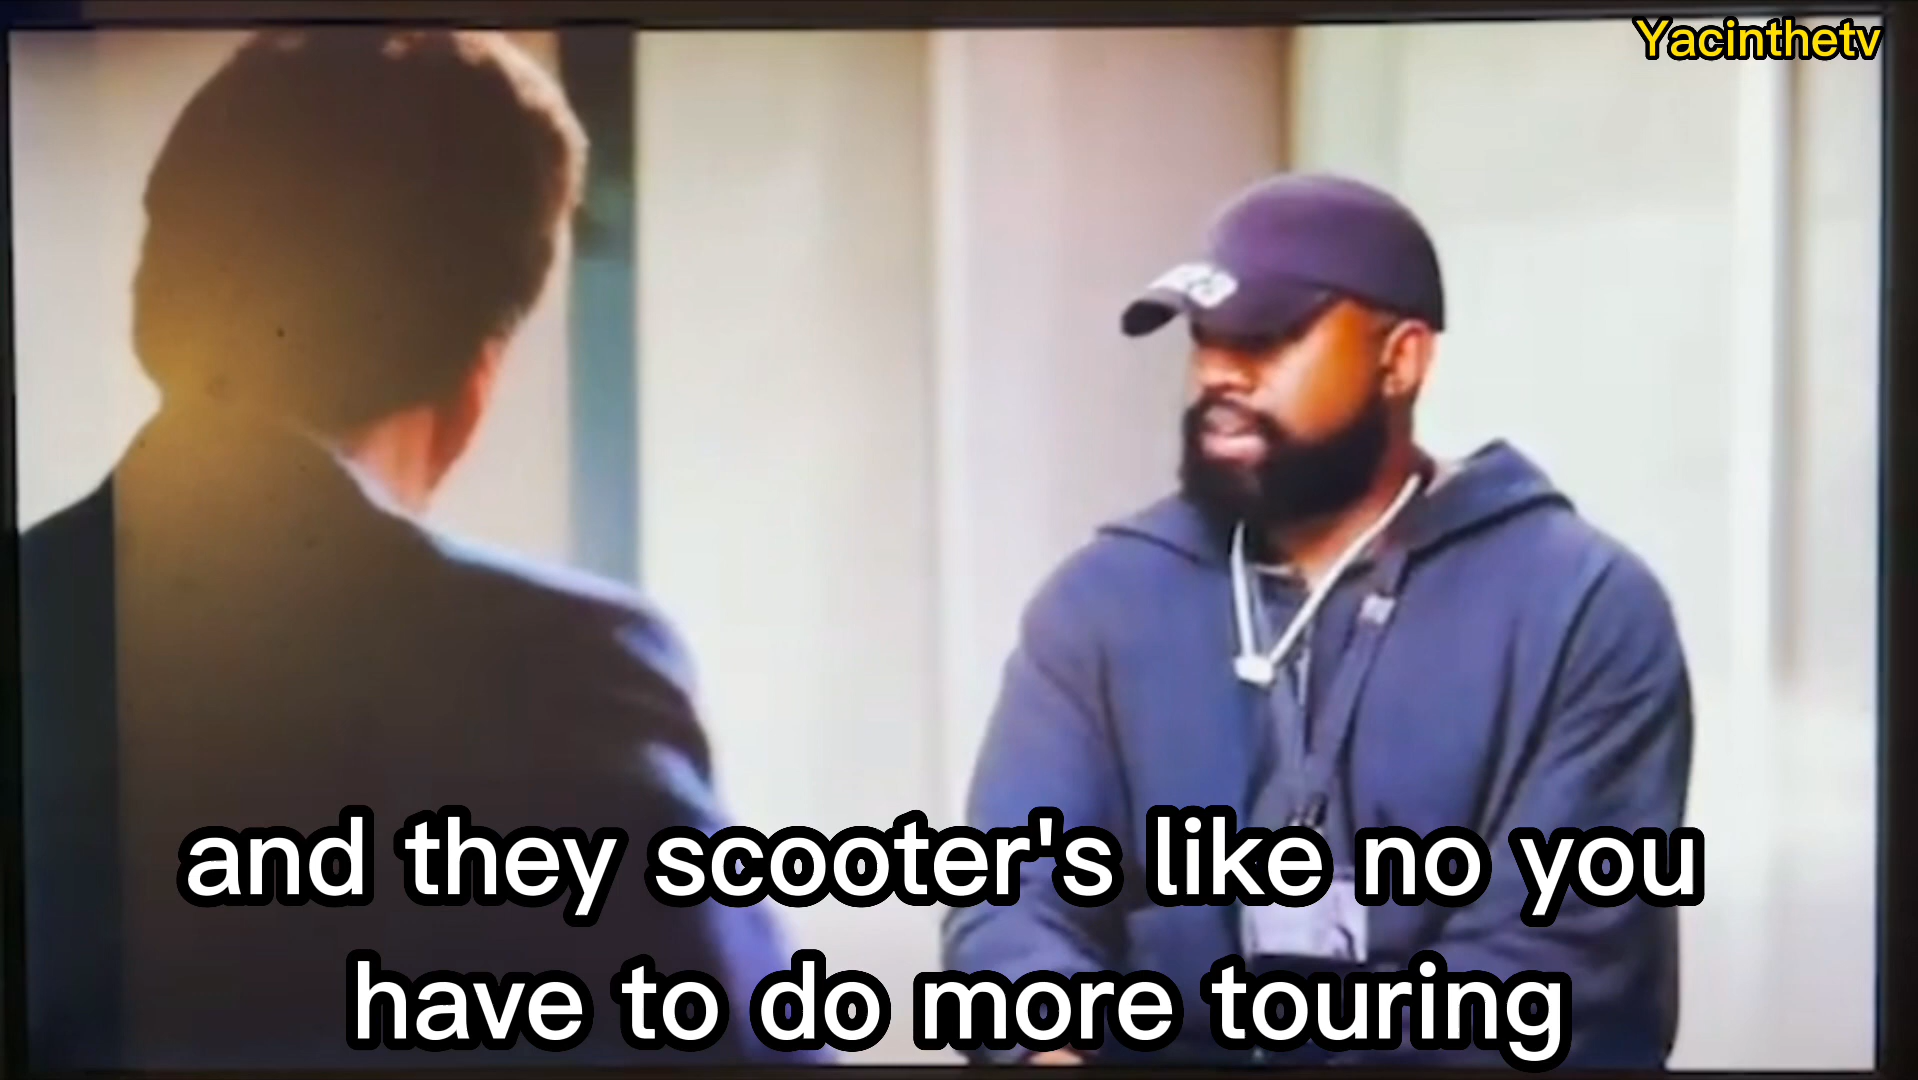 Yacinthetv
and they scooter's like no you
have to do more touring